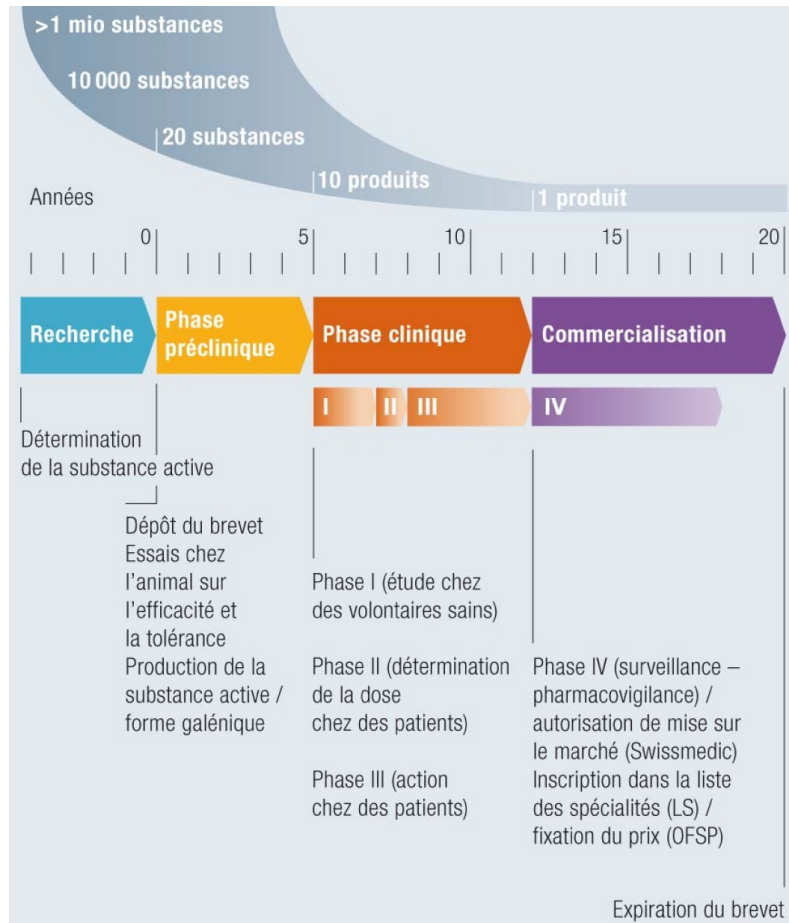 >1 mio substances
10 000 substances
20 substances
10 produits
1 produit
Années
0
5
10
15
20
Recherche
Phase
préclinique
Phase clinique
Commercialisation
I
II
III
IV
Détermination
de la substance active
Dépôt du brevet
Essais chez
l’animal sur
l’efficacité et
la tolérance
Production de la
substance active /
forme galénique
Phase I (étude chez
des volontaires sains)
Phase II (détermination
de la dose
chez des patients)
Phase III (action
chez des patients)
Phase IV (surveillance –
pharmacovigilance) /
autorisation de mise sur
le marché (Swissmedic)
Inscription dans la liste
des spécialités (LS) /
fixation du prix (OFSP)
Expiration du brevet